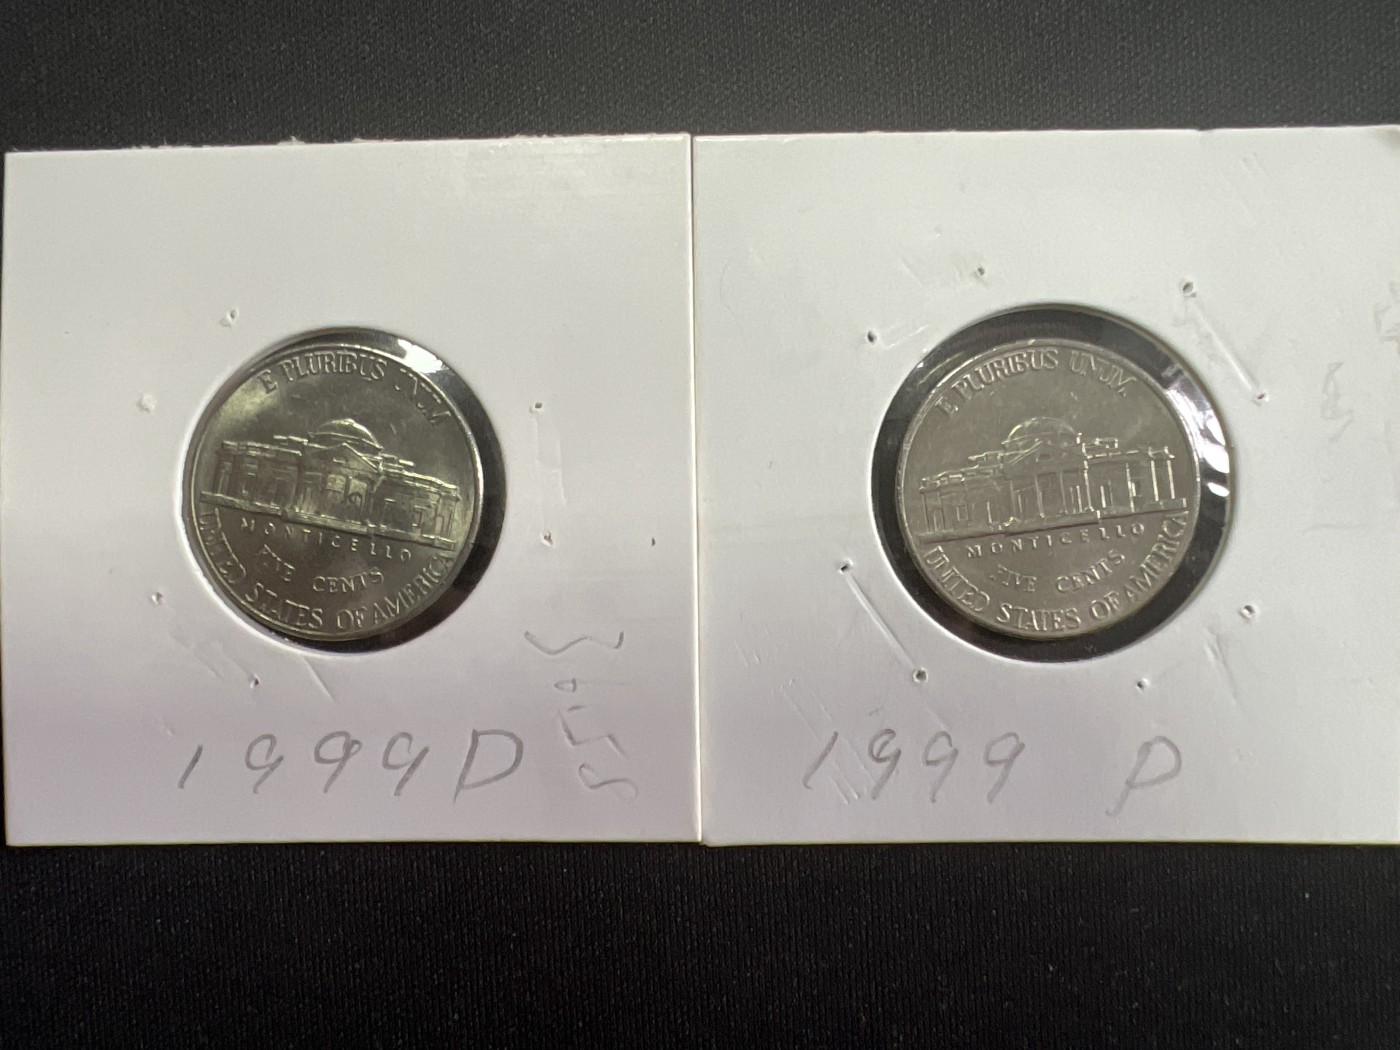 E PLURIBUS UNUM
MONTICELLO
FIVE CENTS
UNITED STATES OF AMERICA
1999 D
E PLURIBUS UNUM
MONTICELLO
FIVE CENTS
UNITED STATES OF AMERICA
1999 P